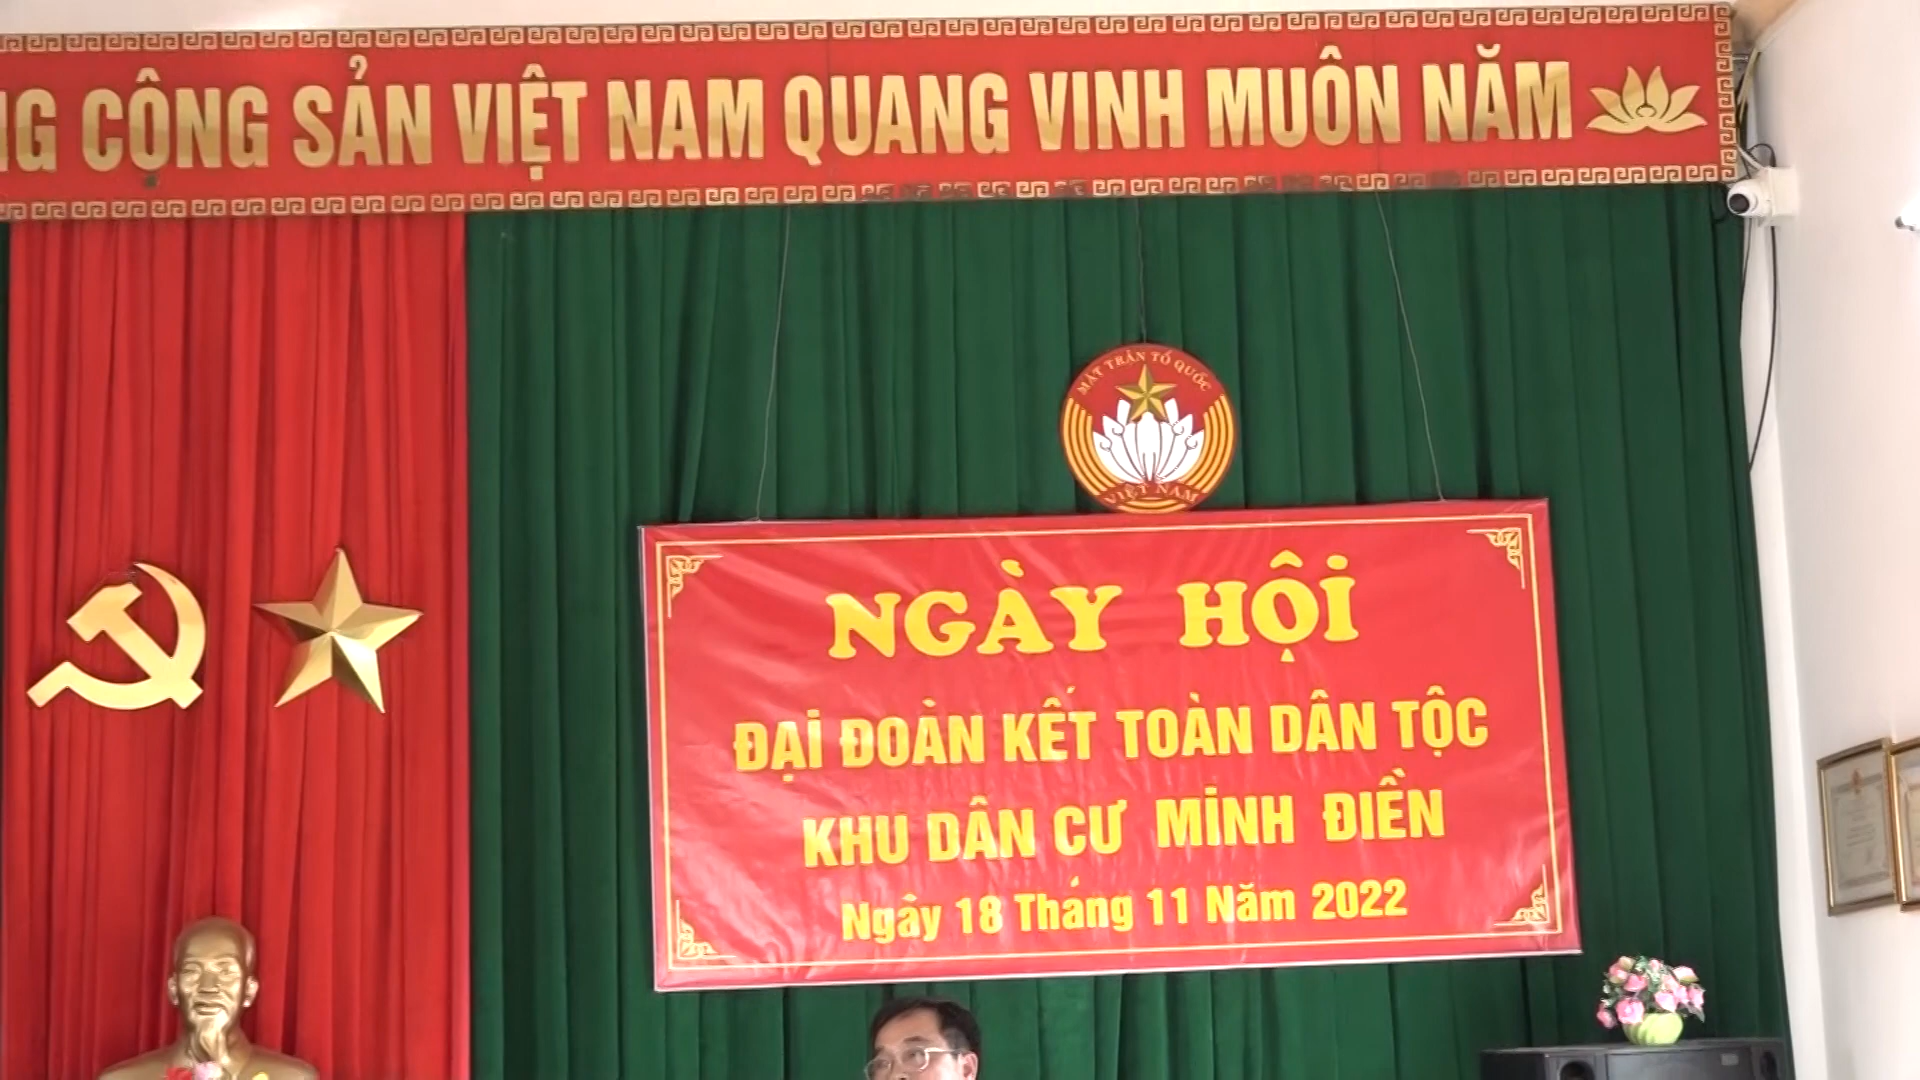 NG CỘNG SẢN VIỆT NAM QUANG VINH MUÔN NĂM
MẶT TRẬN TỔ QUỐC
VIỆT NAM
NGÀY HỘI
ĐẠI ĐOÀN KẾT TOÀN DÂN TỘC
KHU DÂN CƯ MINH ĐIỀN
Ngày 18 Tháng 11 Năm 2022